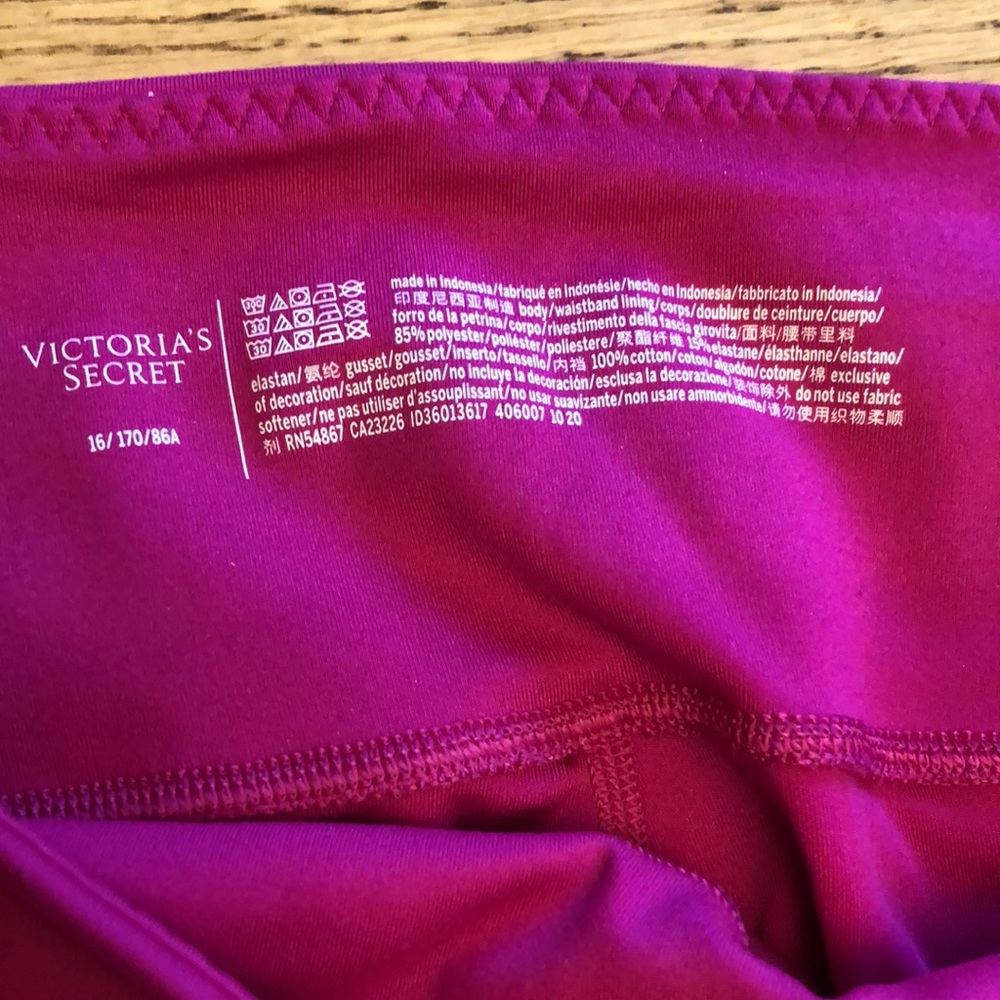 VICTORIA'S
SECRET
16/170/86A
made in Indonesia/fabriqué en Indonésie/hecho en Indonesia/fabbricato in Indonesia/
印度尼西亚制造 body/waistband lining/corps/doublure de ceinture/cuerpo/
forro de la petrina/corpo/rivestimento della fascia girovita/面料/腰带里料
85% polyester/polyester/poliéster/poliestere/聚酯纤维 15% elastane/élasthanne/elastano/
elastan/氨纶 gusset/gousset/inserto/tassello/内裆 100% cotton/coton/algodón/cotone/棉 exclusive
of decoration/sauf décoration/no incluye la decoración/esclusa la decorazione/装饰除外 do not use fabric
softener/ne pas utiliser d'assouplissant/no usar suavizante/non usare ammorbidente/请勿使用织物柔顺
剂 RN54867 CA23226 ID36013617 406007 10 20